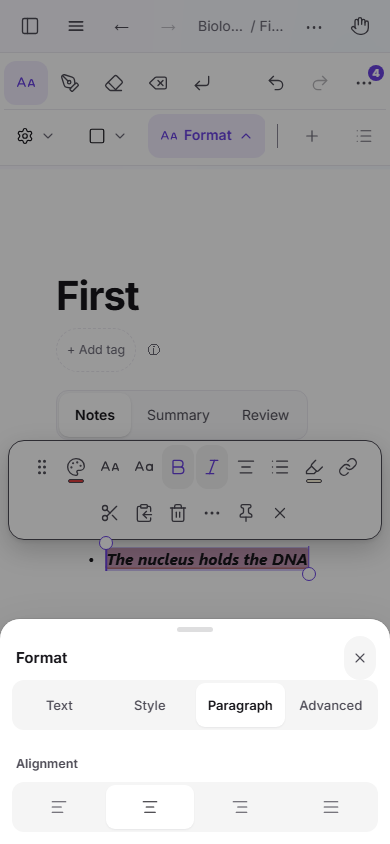 Biolo... / Fi...
4
Format
First
+ Add tag
Notes Summary Review
The nucleus holds the DNA
Format
Text Style Paragraph Advanced
Alignment